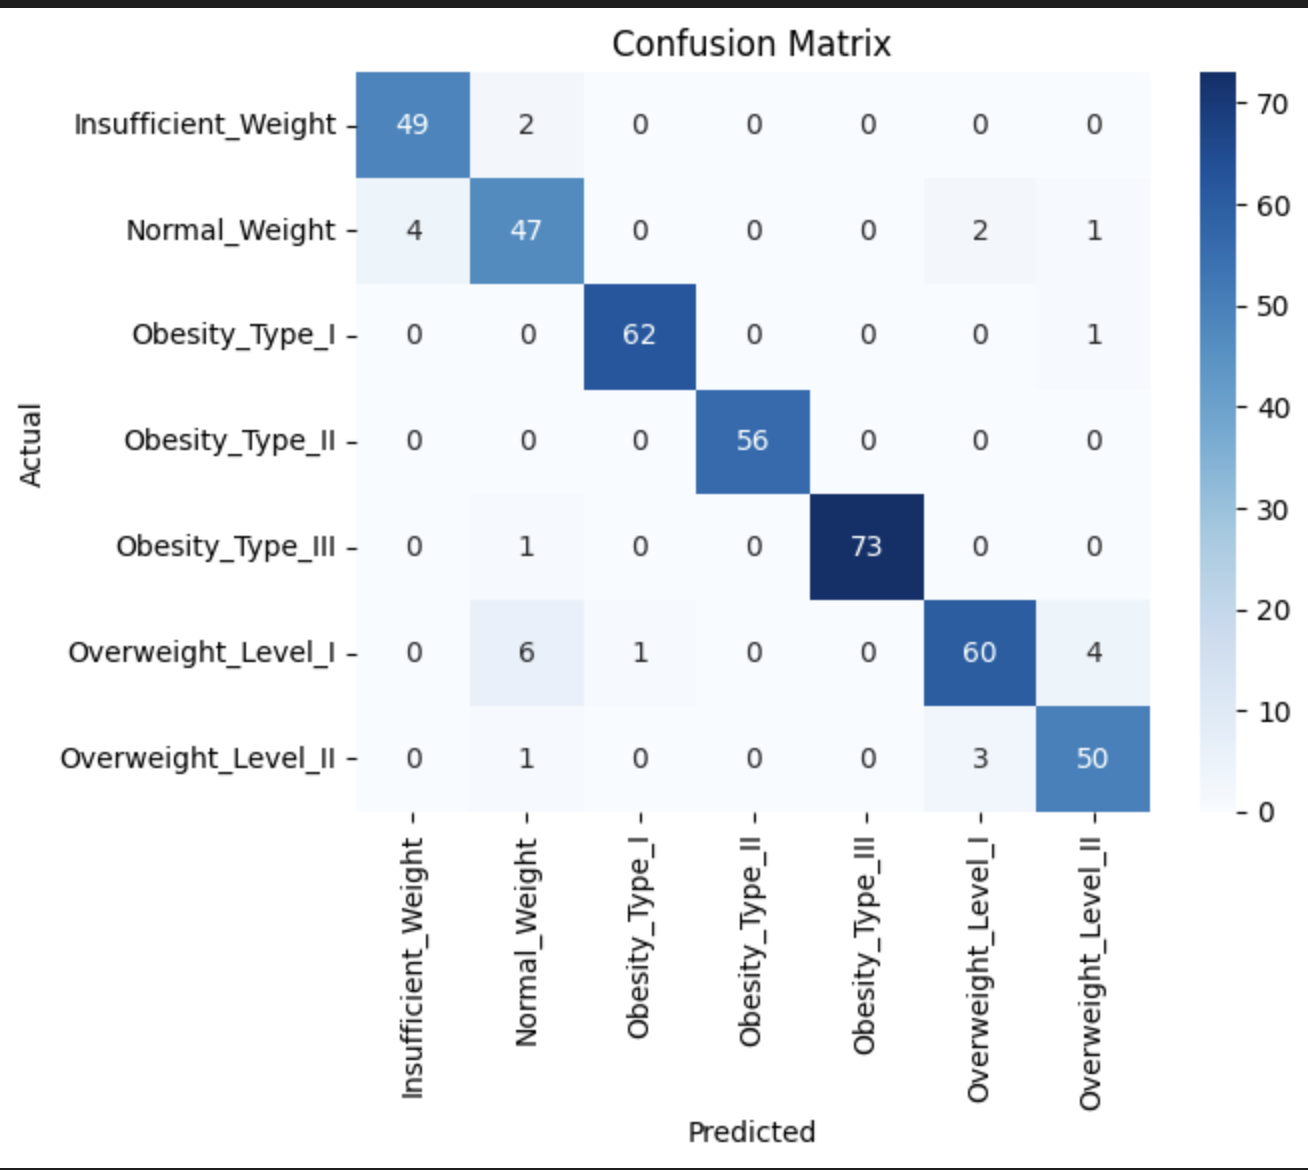 Confusion Matrix
Insufficient_Weight 49 2 0 0 0 0 0
Normal_Weight 4 47 0 0 0 2 1
Obesity_Type_I 0 0 62 0 0 0 1
Obesity_Type_II 0 0 0 56 0 0 0
Obesity_Type_III 0 1 0 0 73 0 0
Overweight_Level_I 0 6 1 0 0 60 4
Overweight_Level_II 0 1 0 0 0 3 50
Actual
Insufficient_Weight
Normal_Weight
Obesity_Type_I
Obesity_Type_II
Obesity_Type_III
Overweight_Level_I
Overweight_Level_II
Predicted
70
60
50
40
30
20
10
0